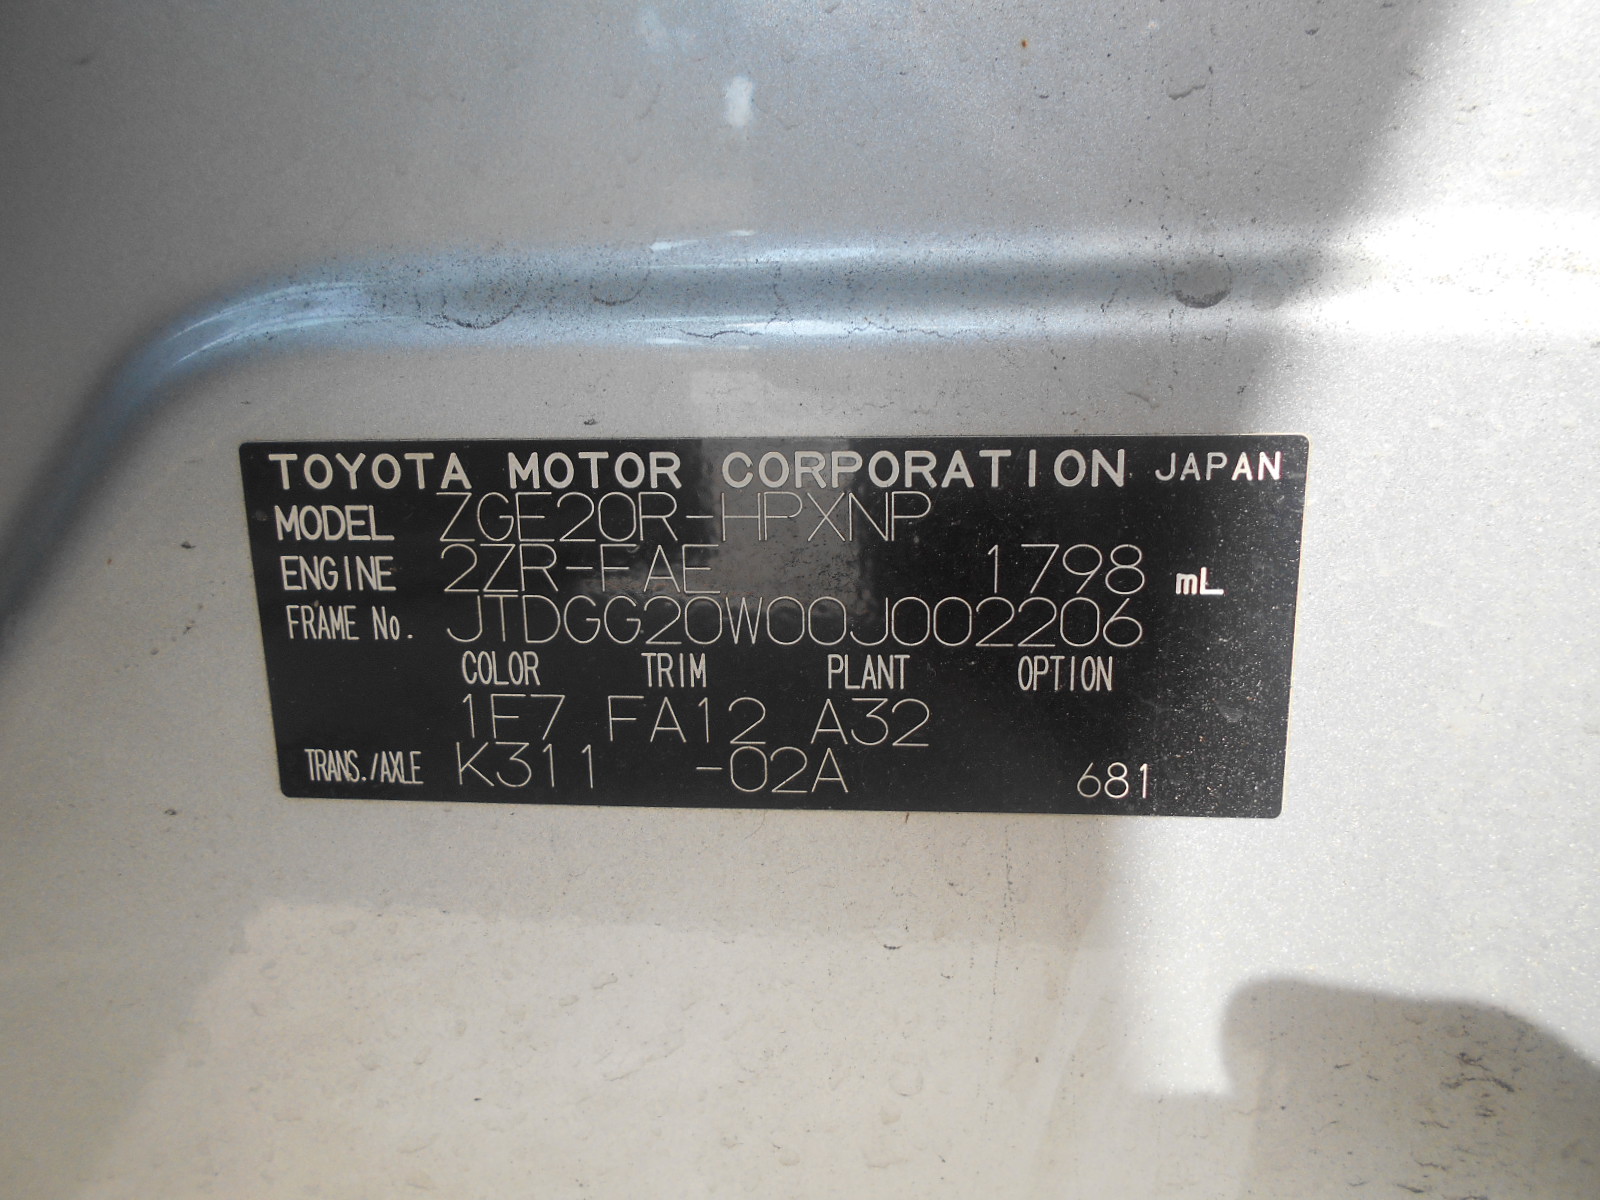 TOYOTA MOTOR CORPORATION JAPAN
MODEL ZGE20R-HPXNP
ENGINE 2ZR-FAE 1798 mL
FRAME No. JTDGG20W00J002206
COLOR TRIM PLANT OPTION
1F7 FA12 A32
TRANS./AXLE K311 -02A 681